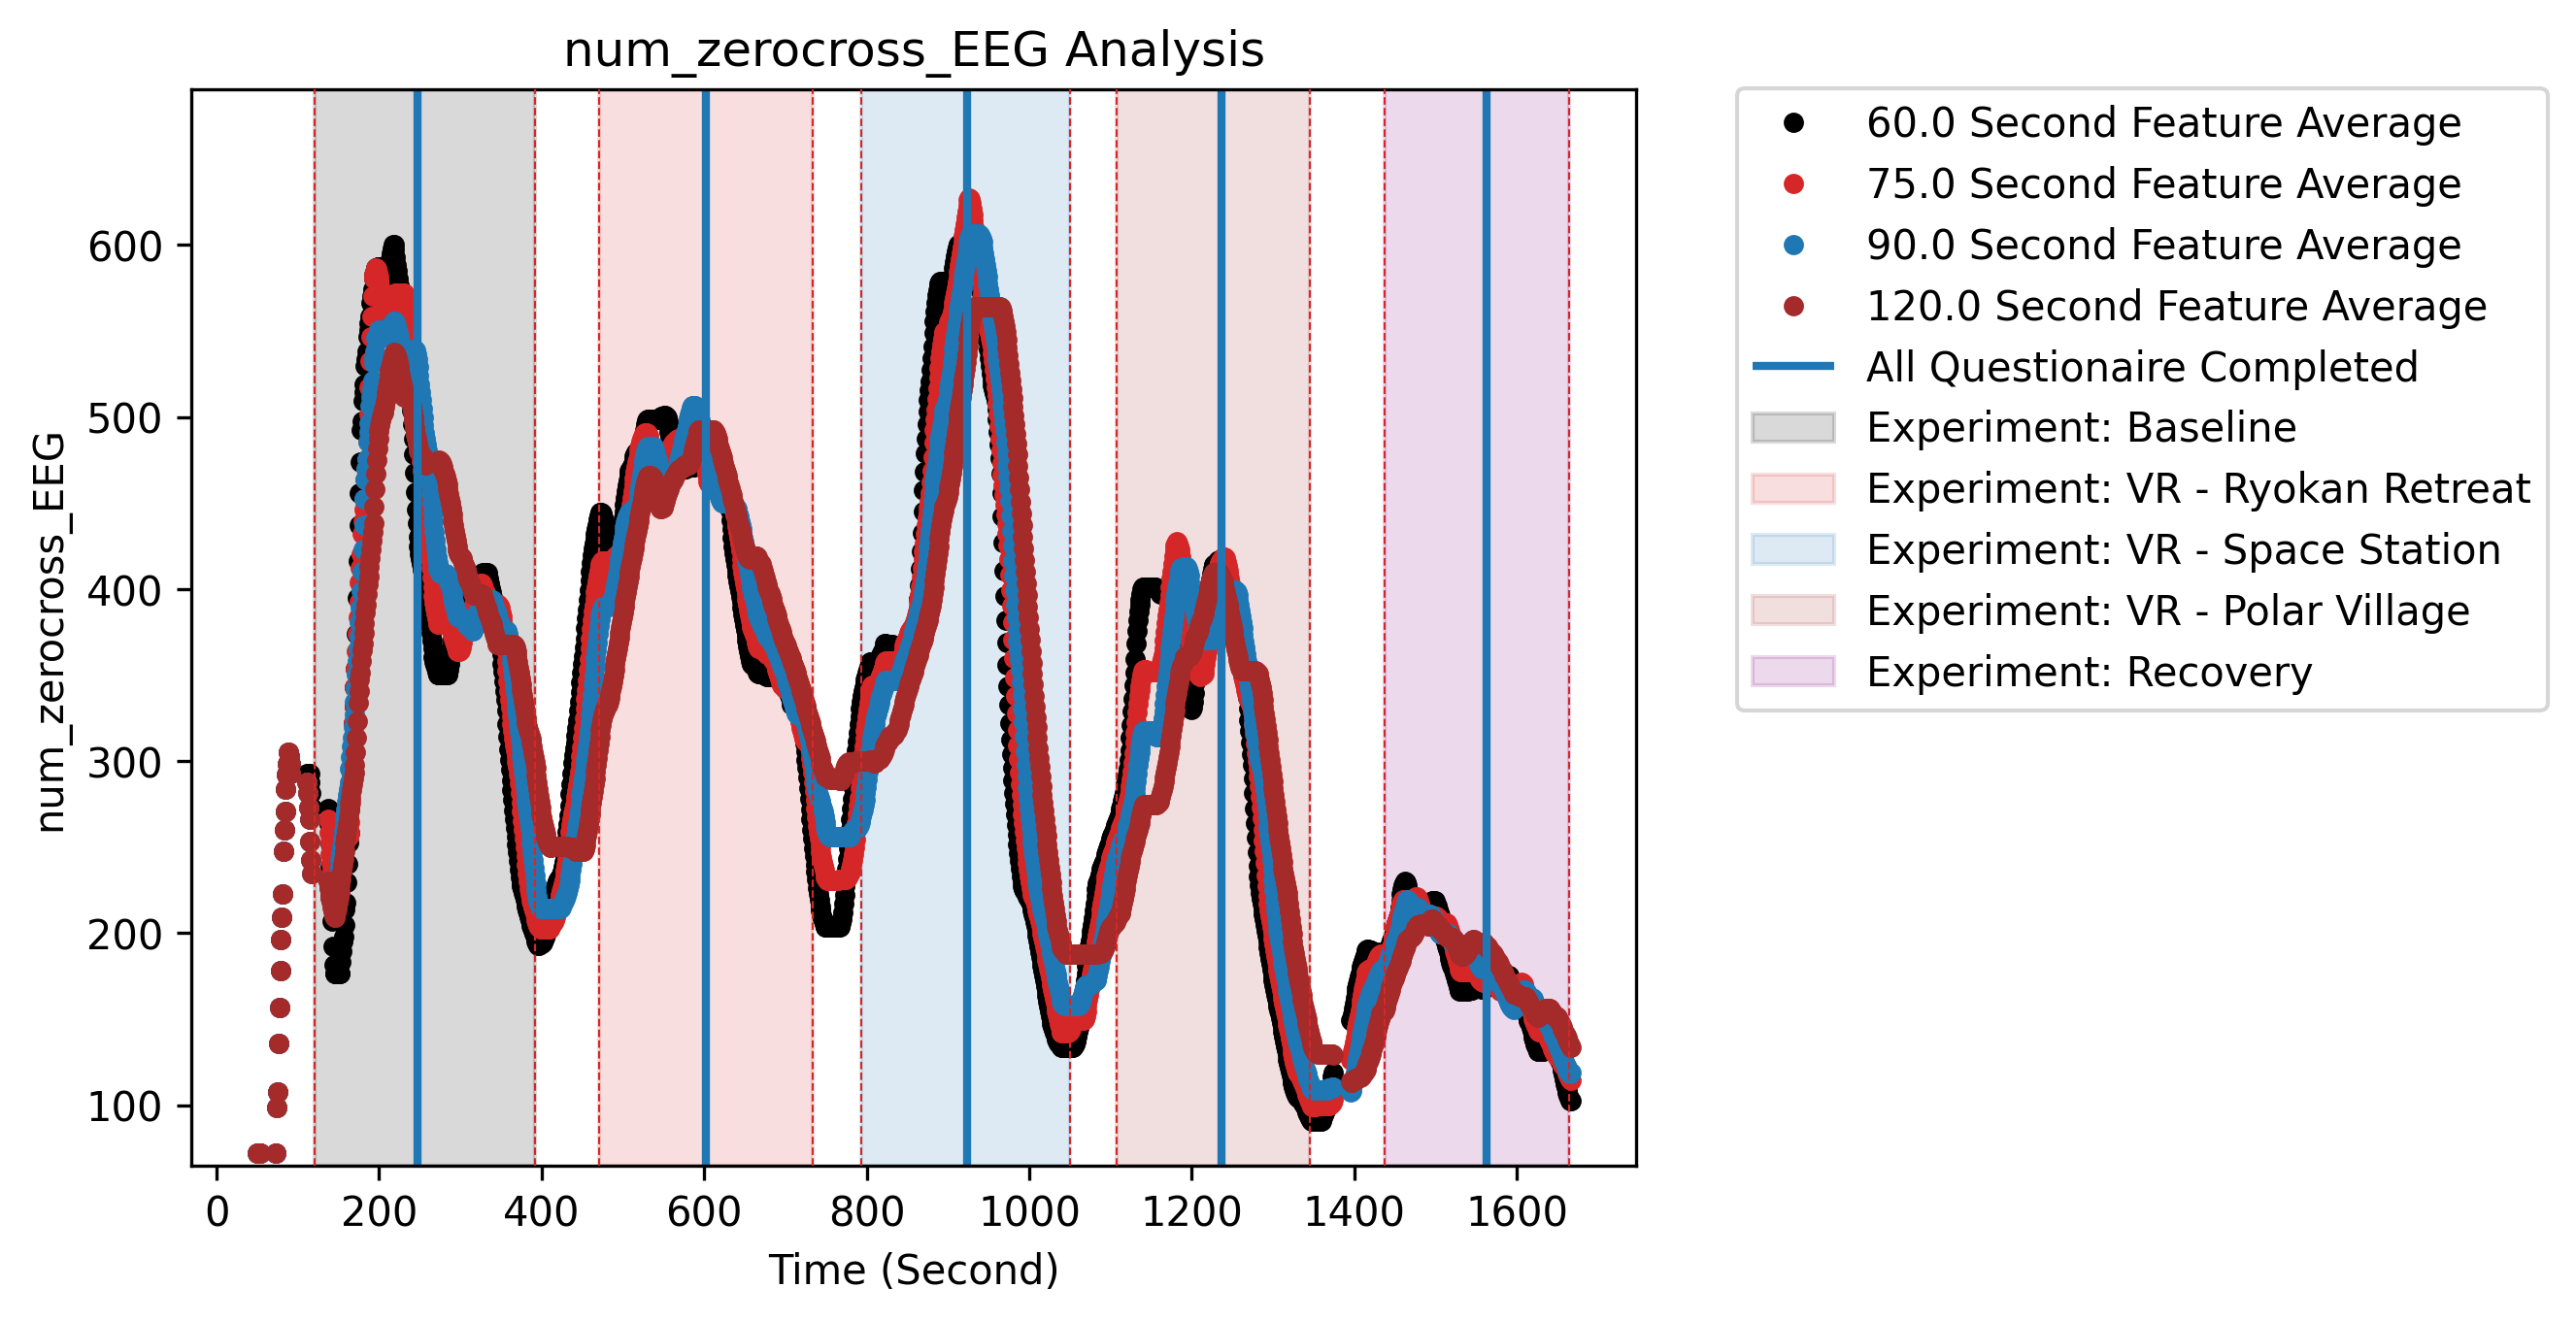 num_zerocross_EEG Analysis
num_zerocross_EEG
600
500
400
300
200
100
0 200 400 600 800 1000 1200 1400 1600
Time (Second)
60.0 Second Feature Average
75.0 Second Feature Average
90.0 Second Feature Average
120.0 Second Feature Average
All Questionaire Completed
Experiment: Baseline
Experiment: VR - Ryokan Retreat
Experiment: VR - Space Station
Experiment: VR - Polar Village
Experiment: Recovery